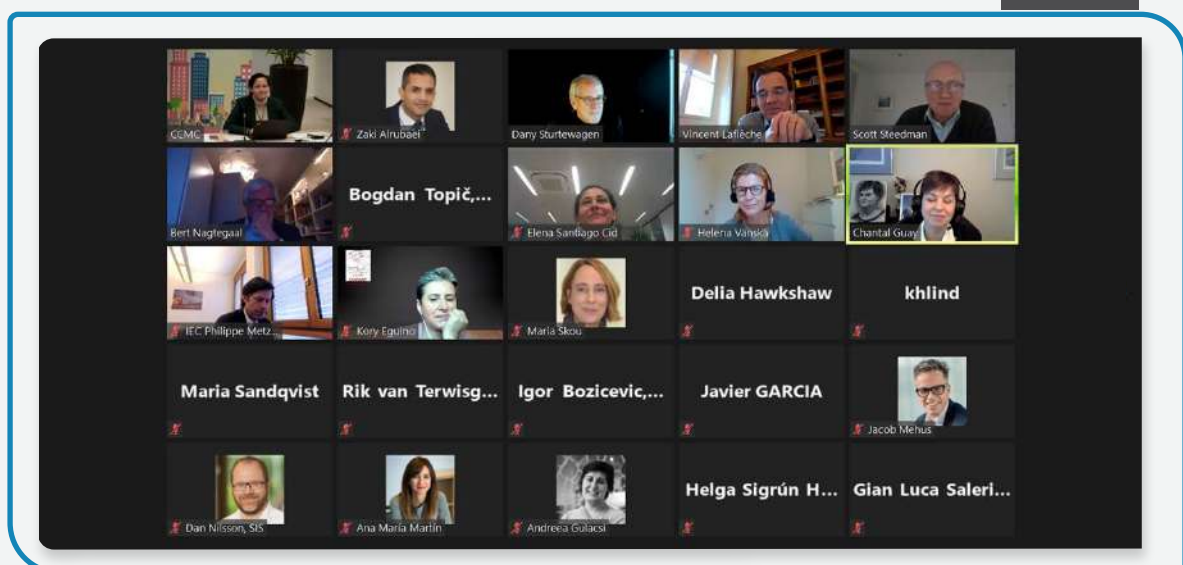 CCMC
Zaki Alrubaei
Dany Sturtewagen
Vincent Laflèche
Scott Steedman
Bert Nagtegaal
Bogdan Topič,...
Elena Santiago Cid
Helena Vänskä
Chantal Guay
IEC Philippe Metz...
Kory Eguino
Maria Skou
Delia Hawkshaw
khlind
Maria Sandqvist
Rik van Terwisg...
Igor Bozicevic,...
Javier GARCIA
Jacob Mehus
Dan Nilsson, SIS
Ana María Martín
Andreea Gulacsi
Helga Sigrún H...
Gian Luca Saleri...